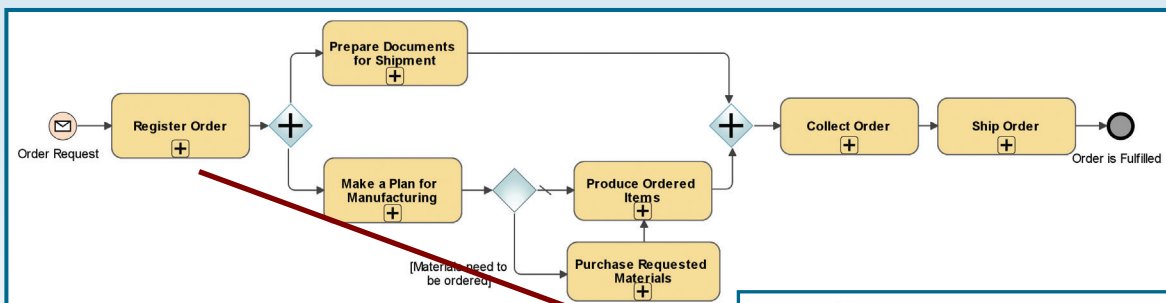 Prepare Documents
for Shipment
Register Order
Order Request
Collect Order
Ship Order
Order is Fulfilled
Make a Plan for
Manufacturing
Produce Ordered
Items
[Materials need to
be ordered]
Purchase Requested
Materials